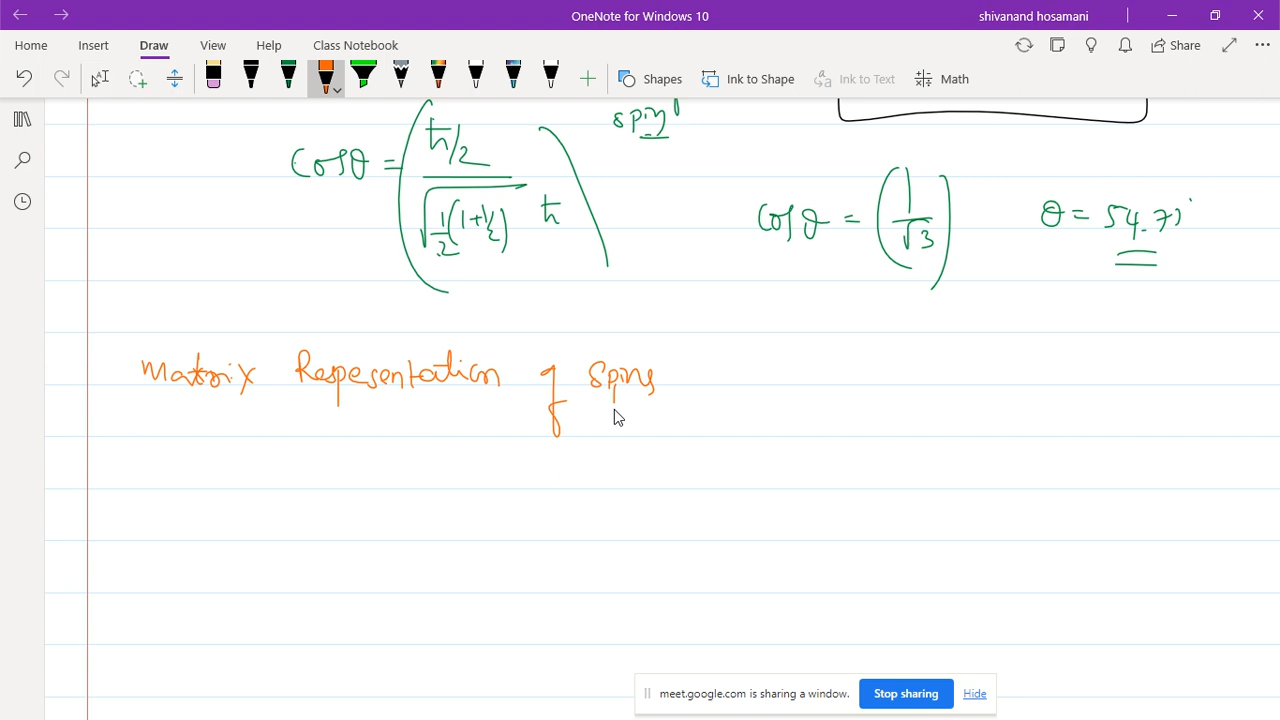 OneNote for Windows 10
shivanand hosamani
Home Insert Draw View Help Class Notebook
Share
Shapes Ink to Shape Ink to Text Math
spin
Cosθ = ( ħ/2 / √(1/2(1+1/2)) ħ )
Cosθ = ( 1/√3 ) θ = 54.7
Matrix Respesentation of Spins
meet.google.com is sharing a window. Stop sharing Hide